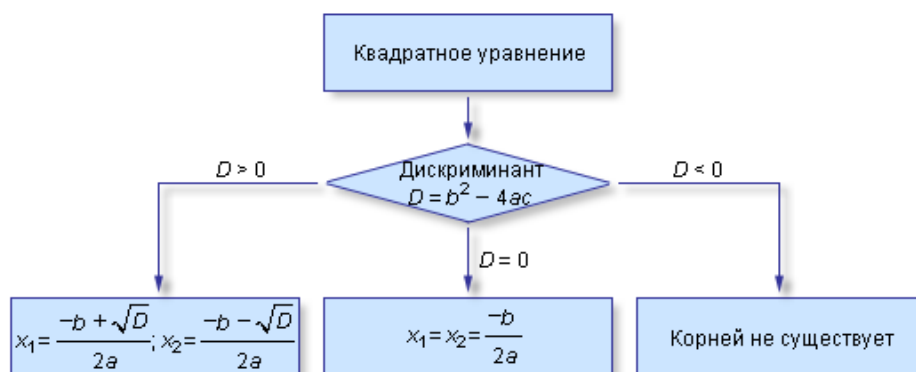 Квадратное уравнение
D > 0
Дискриминант
D = b² − 4ac
D < 0
D = 0
x₁ = (−b + √D)/2a; x₂ = (−b − √D)/2a
x₁ = x₂ = −b/2a
Корней не существует